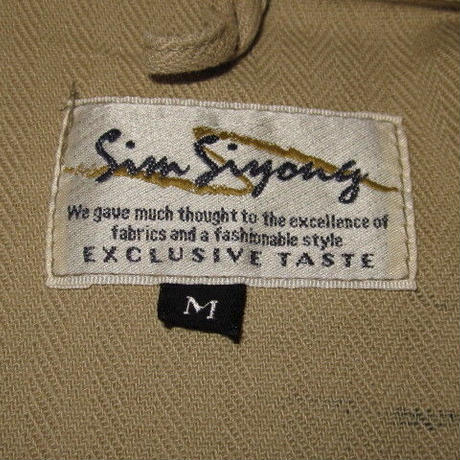 Sim Siyong
We gave much thought to the excellence of
fabrics and a fashionable style
EXCLUSIVE TASTE
M